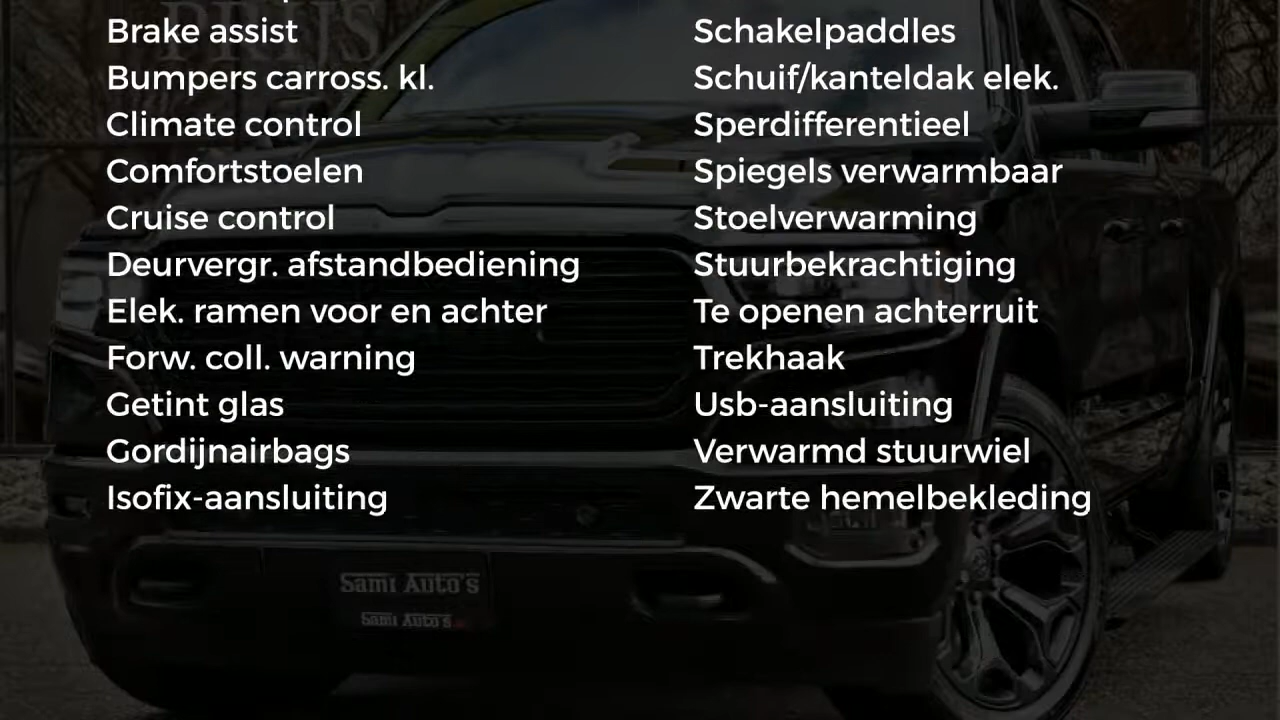 Brake assist
Bumpers carross. kl.
Climate control
Comfortstoelen
Cruise control
Deurvergr. afstandbediening
Elek. ramen voor en achter
Forw. coll. warning
Getint glas
Gordijnairbags
Isofix-aansluiting
Schakelpaddles
Schuif/kanteldak elek.
Sperdifferentieel
Spiegels verwarmbaar
Stoelverwarming
Stuurbekrachtiging
Te openen achterruit
Trekhaak
Usb-aansluiting
Verwarmd stuurwiel
Zwarte hemelbekleding
Sami Auto's
Sami Auto's